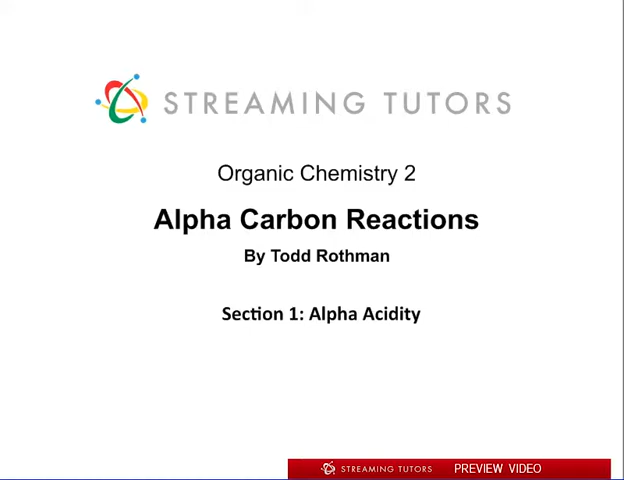 STREAMING TUTORS
Organic Chemistry 2
Alpha Carbon Reactions
By Todd Rothman
Section 1: Alpha Acidity
STREAMING TUTORS PREVIEW VIDEO